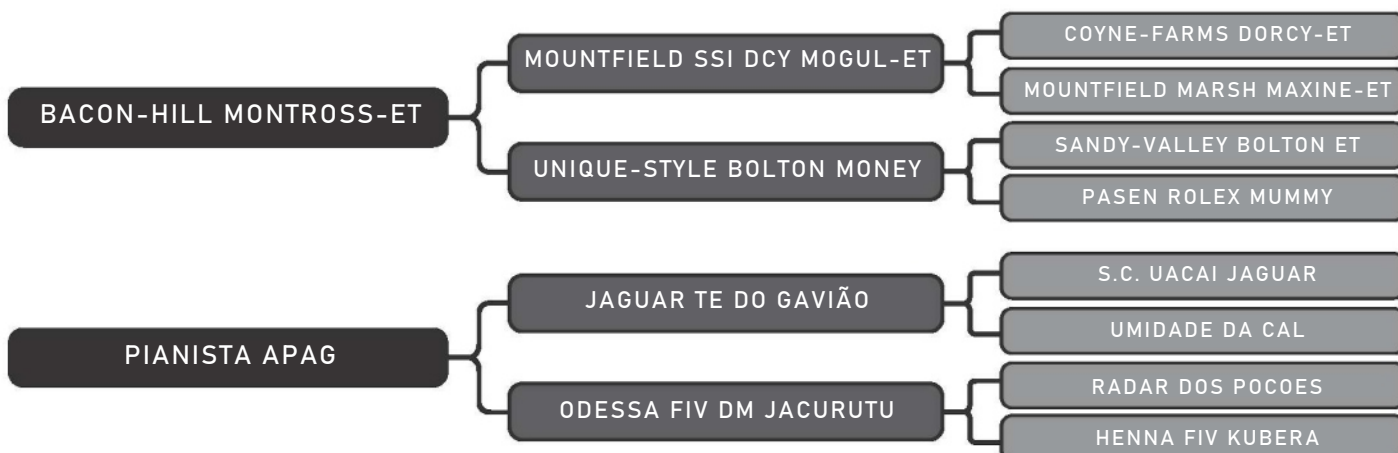 BACON-HILL MONTROSS-ET
MOUNTFIELD SSI DCY MOGUL-ET
COYNE-FARMS DORCY-ET
MOUNTFIELD MARSH MAXINE-ET
UNIQUE-STYLE BOLTON MONEY
SANDY-VALLEY BOLTON ET
PASEN ROLEX MUMMY
PIANISTA APAG
JAGUAR TE DO GAVIÃO
S.C. UACAI JAGUAR
UMIDADE DA CAL
ODESSA FIV DM JACURUTU
RADAR DOS POCOES
HENNA FIV KUBERA